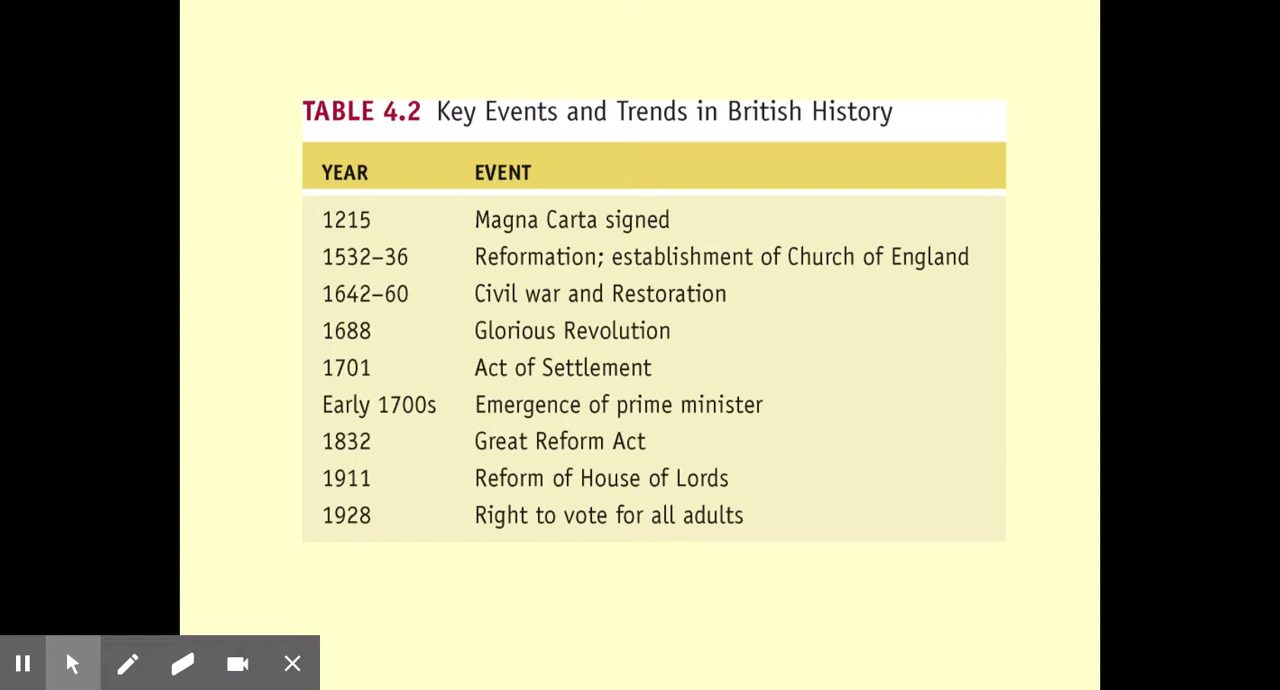 TABLE 4.2 Key Events and Trends in British History
YEAR EVENT
1215 Magna Carta signed
1532–36 Reformation; establishment of Church of England
1642–60 Civil war and Restoration
1688 Glorious Revolution
1701 Act of Settlement
Early 1700s Emergence of prime minister
1832 Great Reform Act
1911 Reform of House of Lords
1928 Right to vote for all adults